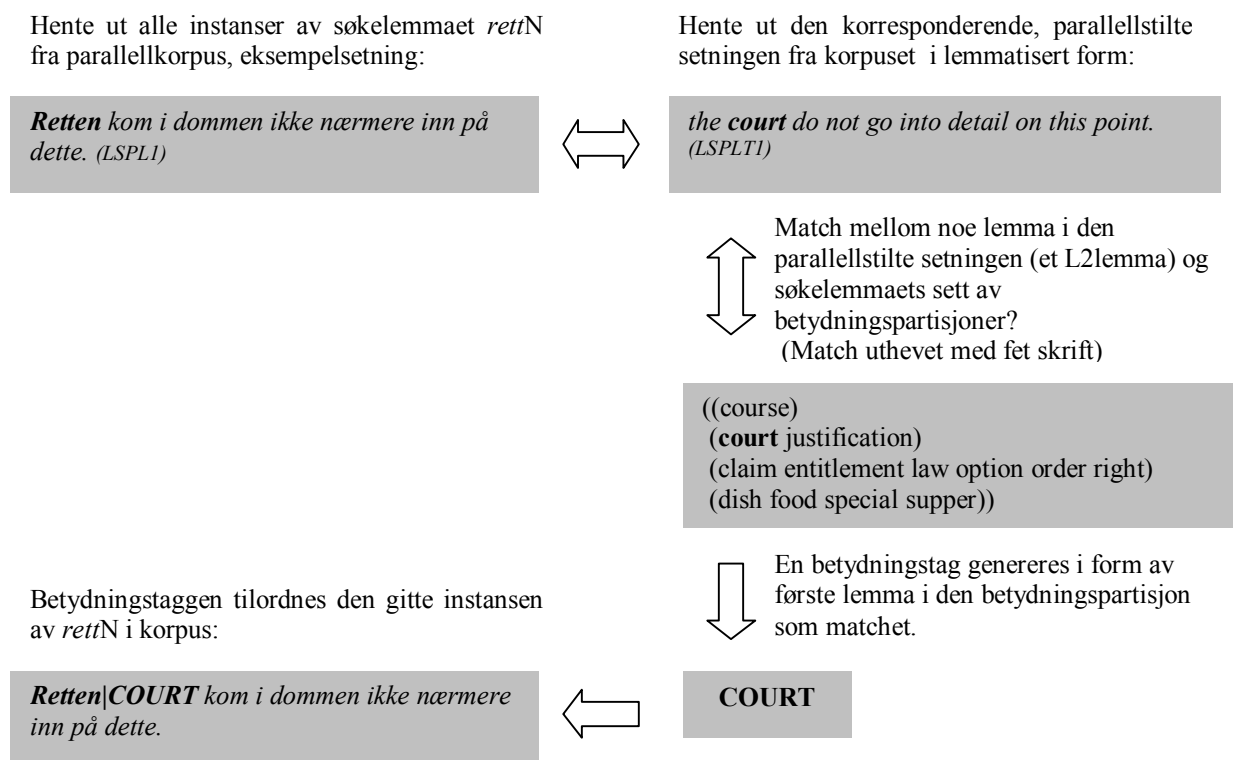 Hente ut alle instanser av søkelemmaet rettN
fra parallellkorpus, eksempelsetning:
Retten kom i dommen ikke nærmere inn på
dette. (LSPL1)
Hente ut den korresponderende, parallellstilte
setningen fra korpuset i lemmatisert form:
the court do not go into detail on this point.
(LSPLT1)
Match mellom noe lemma i den
parallellstilte setningen (et L2lemma) og
søkelemmaets sett av
betydningspartisjoner?
(Match uthevet med fet skrift)
((course)
(court justification)
(claim entitlement law option order right)
(dish food special supper))
En betydningstag genereres i form av
første lemma i den betydningspartisjon
som matchet.
COURT
Betydningstaggen tilordnes den gitte instansen
av rettN i korpus:
Retten|COURT kom i dommen ikke nærmere
inn på dette.